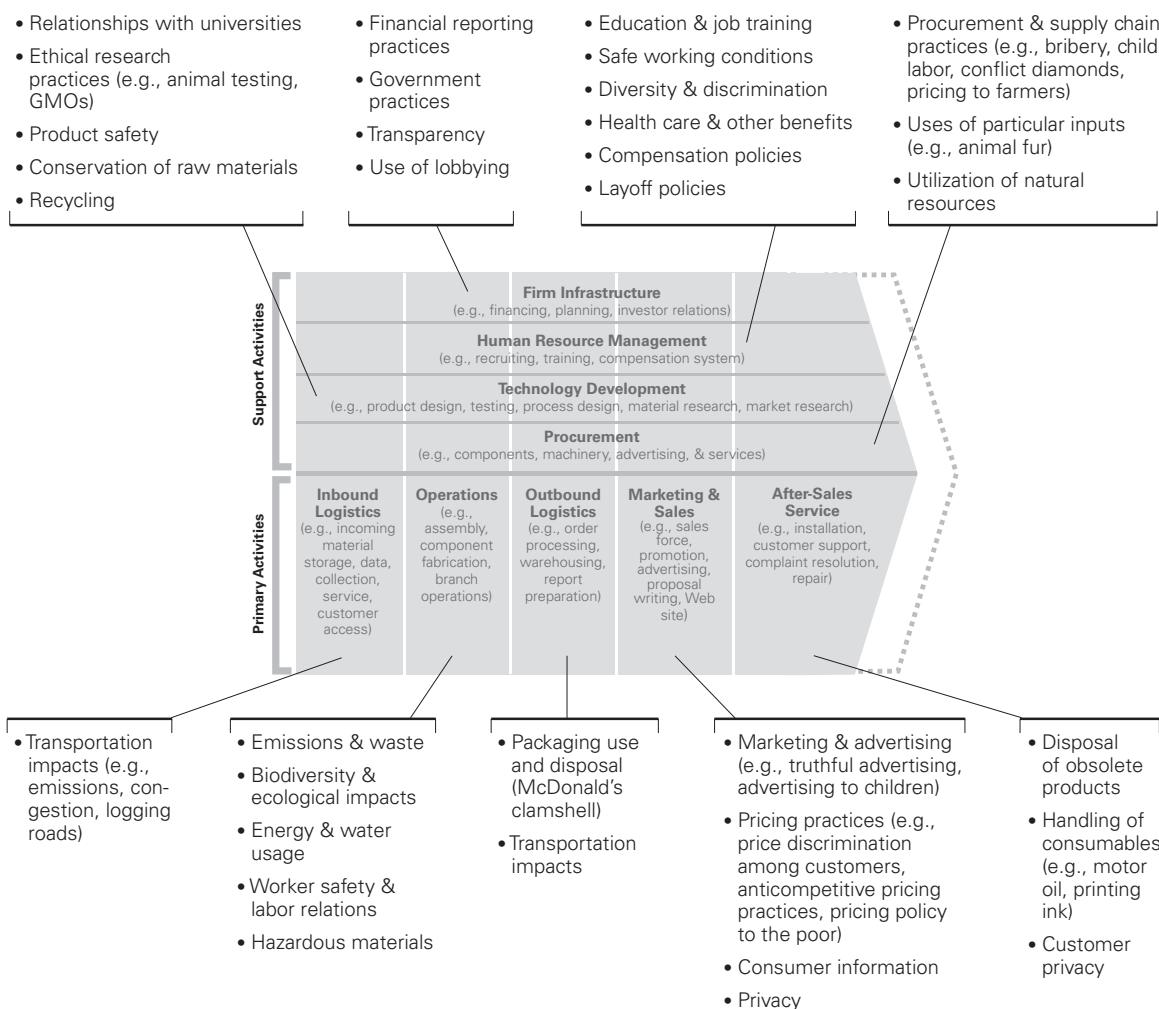 • Relationships with universities
• Ethical research
practices (e.g., animal testing,
GMOs)
• Product safety
• Conservation of raw materials
• Recycling
• Financial reporting
practices
• Government
practices
• Transparency
• Use of lobbying
• Education & job training
• Safe working conditions
• Diversity & discrimination
• Health care & other benefits
• Compensation policies
• Layoff policies
• Procurement & supply chain
practices (e.g., bribery, child
labor, conflict diamonds,
pricing to farmers)
• Uses of particular inputs
(e.g., animal fur)
• Utilization of natural
resources
Support Activities
Firm Infrastructure
(e.g., financing, planning, investor relations)
Human Resource Management
(e.g., recruiting, training, compensation system)
Technology Development
(e.g., product design, testing, process design, material research, market research)
Procurement
(e.g., components, machinery, advertising, & services)
Primary Activities
Inbound
Logistics
(e.g., incoming
material
storage, data,
collection,
service,
customer
access)
Operations
(e.g.,
assembly,
component
fabrication,
branch
operations)
Outbound
Logistics
(e.g., order
processing,
warehousing,
report
preparation)
Marketing &
Sales
(e.g., sales
force,
promotion,
advertising,
proposal
writing, Web
site)
After-Sales
Service
(e.g., installation,
customer support,
complaint resolution,
repair)
• Transportation
impacts (e.g.,
emissions, con-
gestion, logging
roads)
• Emissions & waste
• Biodiversity &
ecological impacts
• Energy & water
usage
• Worker safety &
labor relations
• Hazardous materials
• Packaging use
and disposal
(McDonald's
clamshell)
• Transportation
impacts
• Marketing & advertising
(e.g., truthful advertising,
advertising to children)
• Pricing practices (e.g.,
price discrimination
among customers,
anticompetitive pricing
practices, pricing policy
to the poor)
• Consumer information
• Privacy
• Disposal
of obsolete
products
• Handling of
consumables
(e.g., motor
oil, printing
ink)
• Customer
privacy